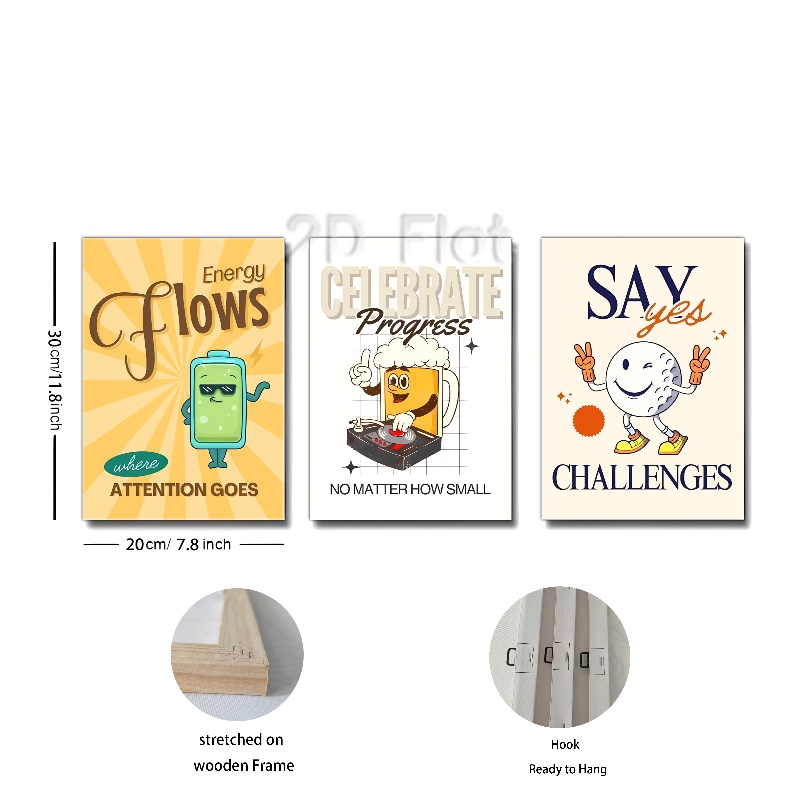 2D Flat
30cm/11.8inch
Energy
Flows
where
ATTENTION GOES
CELEBRATE
Progress
NO MATTER HOW SMALL
SAY
yes
CHALLENGES
20cm/ 7.8 inch
stretched on
wooden Frame
Hook
Ready to Hang